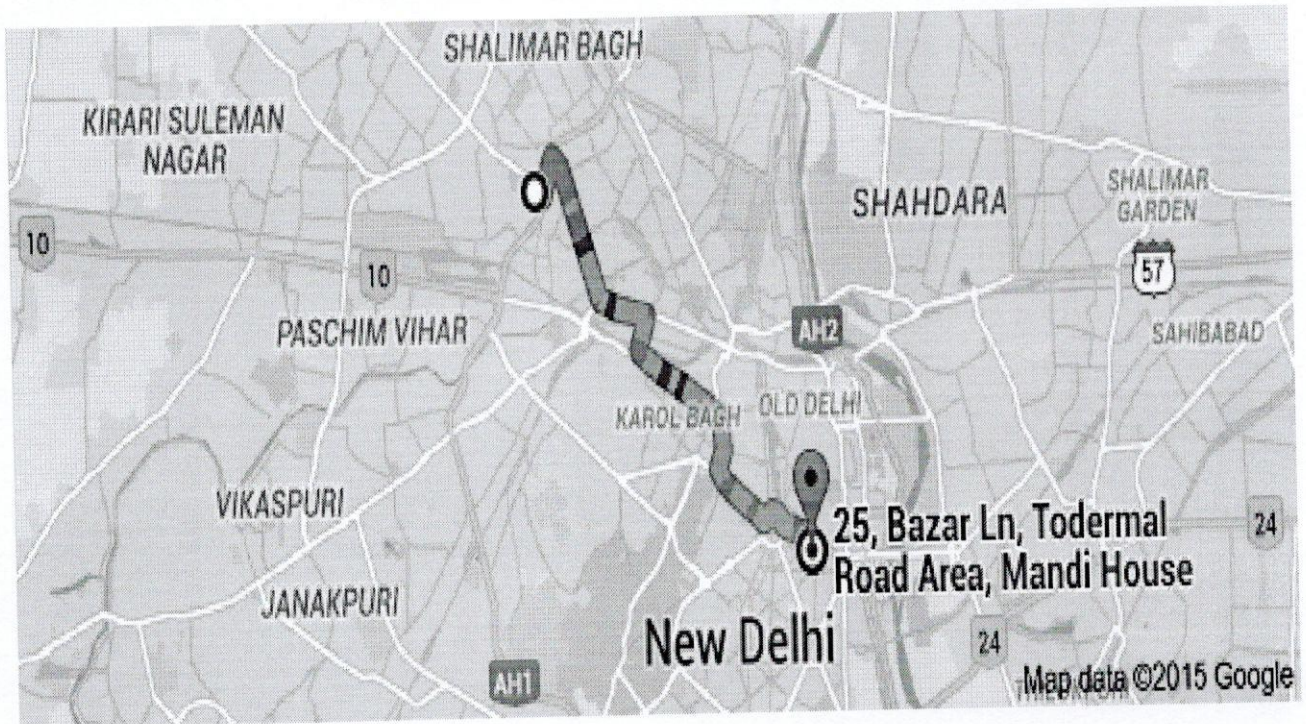 SHALIMAR BAGH
KIRARI SULEMAN
NAGAR
SHALIMAR
GARDEN
SHAHDARA
10
10
57
PASCHIM VIHAR
AH2
SAHIBABAD
KAROL BAGH
OLD DELHI
VIKASPURI
25, Bazar Ln, Todermal
Road Area, Mandi House
24
JANAKPURI
New Delhi
24
AH1
Map data ©2015 Google